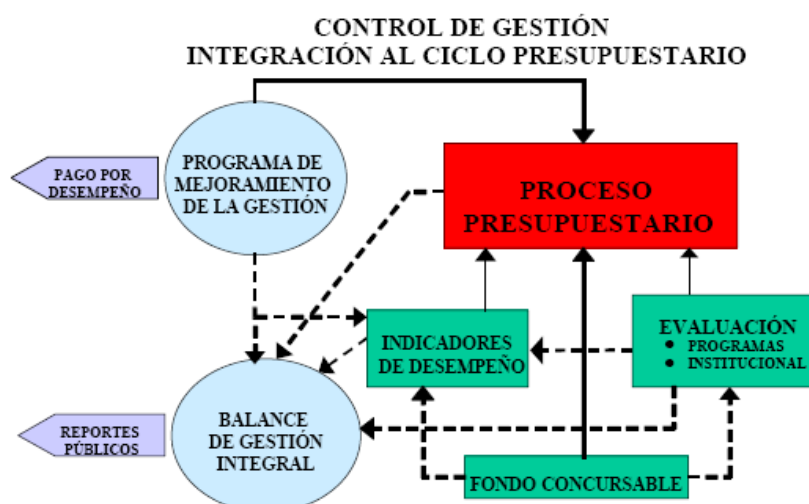 CONTROL DE GESTIÓN
INTEGRACIÓN AL CICLO PRESUPUESTARIO
PAGO POR
DESEMPEÑO
PROGRAMA DE
MEJORAMIENTO
DE LA GESTIÓN
PROCESO
PRESUPUESTARIO
INDICADORES
DE DESEMPEÑO
EVALUACIÓN
• PROGRAMAS
• INSTITUCIONAL
REPORTES
PÚBLICOS
BALANCE
DE GESTIÓN
INTEGRAL
FONDO CONCURSABLE